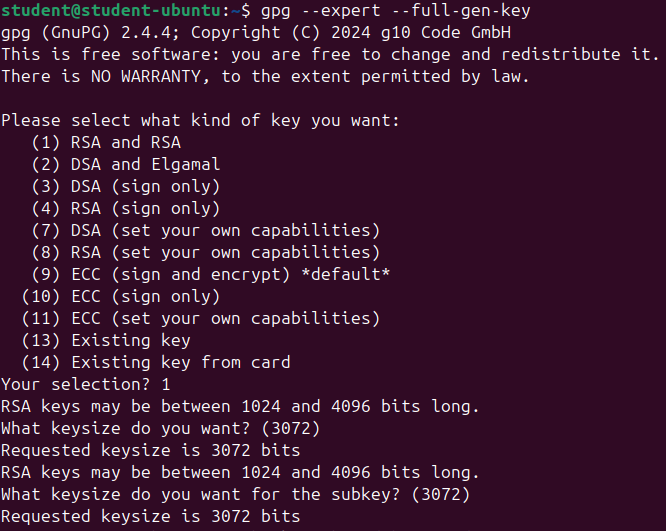 student@student-ubuntu:~$ gpg --expert --full-gen-key
gpg (GnuPG) 2.4.4; Copyright (C) 2024 g10 Code GmbH
This is free software: you are free to change and redistribute it.
There is NO WARRANTY, to the extent permitted by law.

Please select what kind of key you want:
   (1) RSA and RSA
   (2) DSA and Elgamal
   (3) DSA (sign only)
   (4) RSA (sign only)
   (7) DSA (set your own capabilities)
   (8) RSA (set your own capabilities)
   (9) ECC (sign and encrypt) *default*
  (10) ECC (sign only)
  (11) ECC (set your own capabilities)
  (13) Existing key
  (14) Existing key from card
Your selection? 1
RSA keys may be between 1024 and 4096 bits long.
What keysize do you want? (3072)
Requested keysize is 3072 bits
RSA keys may be between 1024 and 4096 bits long.
What keysize do you want for the subkey? (3072)
Requested keysize is 3072 bits